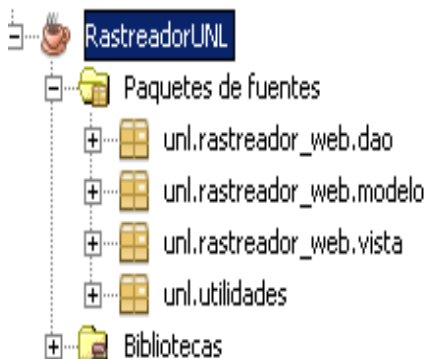 RastreadorUNL
Paquetes de fuentes
unl.rastreador_web.dao
unl.rastreador_web.modelo
unl.rastreador_web.vista
unl.utilidades
Bibliotecas